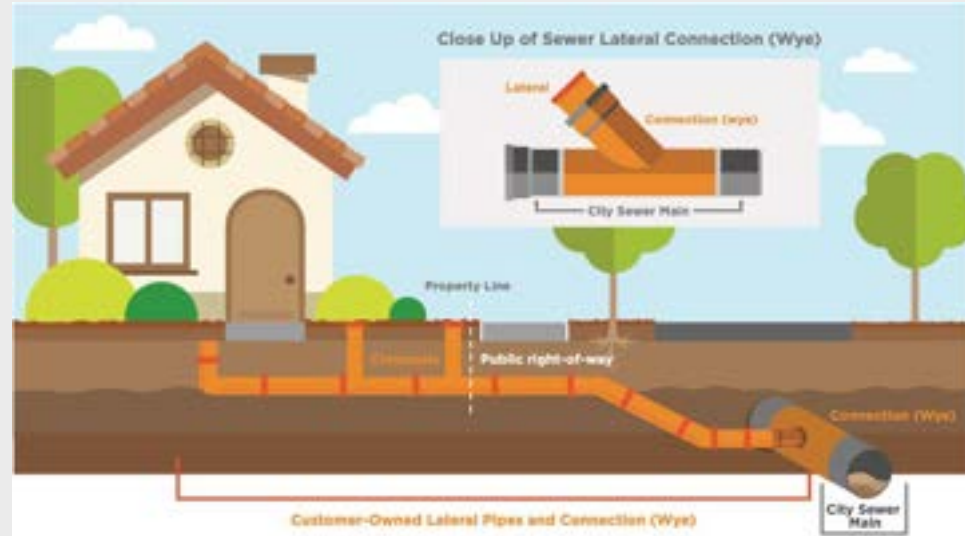 Close Up of Sewer Lateral Connection (Wye)
Lateral
Connection (wye)
City Sewer Main
Property Line
Cleanouts
Public right-of-way
Connection (Wye)
Customer-Owned Lateral Pipes and Connection (Wye)
City Sewer
Main